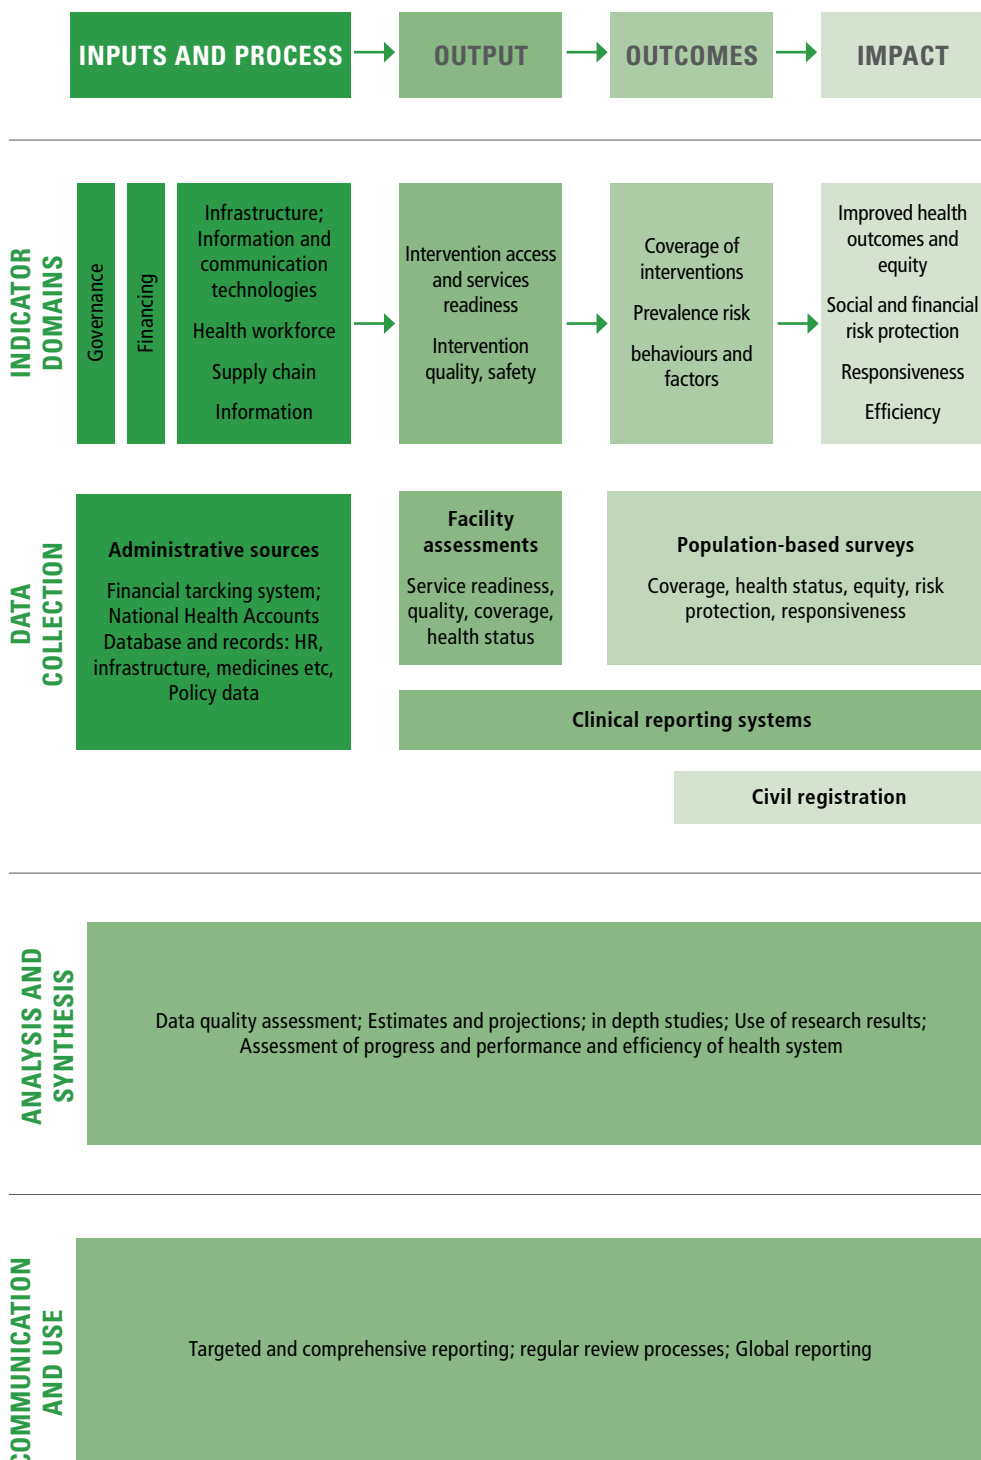 INPUTS AND PROCESS
OUTPUT
OUTCOMES
IMPACT
INDICATOR
DOMAINS
Governance
Financing
Infrastructure;
Information and
communication
technologies
Health workforce
Supply chain
Information
Intervention access
and services
readiness
Intervention
quality, safety
Coverage of
interventions
Prevalence risk
behaviours and
factors
Improved health
outcomes and
equity
Social and financial
risk protection
Responsiveness
Efficiency
DATA
COLLECTION
Administrative sources
Financial tarcking system;
National Health Accounts
Database and records: HR,
infrastructure, medicines etc,
Policy data
Facility
assessments
Service readiness,
quality, coverage,
health status
Population-based surveys
Coverage, health status, equity, risk
protection, responsiveness
Clinical reporting systems
Civil registration
ANALYSIS AND
SYNTHESIS
Data quality assessment; Estimates and projections; in depth studies; Use of research results;
Assessment of progress and performance and efficiency of health system
COMMUNICATION
AND USE
Targeted and comprehensive reporting; regular review processes; Global reporting